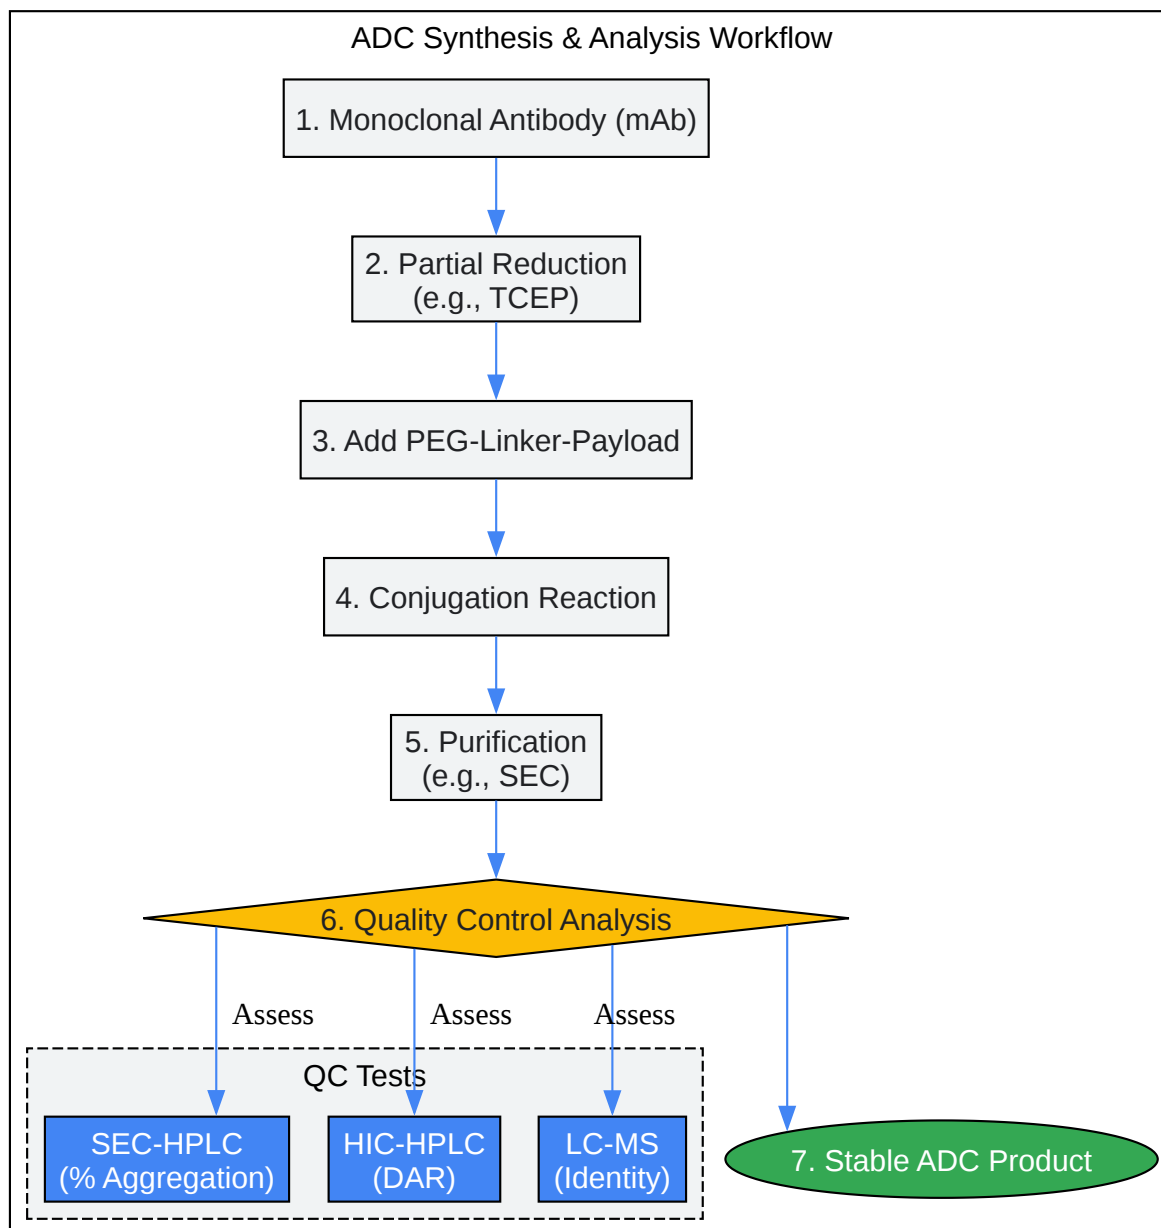 ADC Synthesis & Analysis Workflow
1. Monoclonal Antibody (mAb)
2. Partial Reduction
(e.g., TCEP)
3. Add PEG-Linker-Payload
4. Conjugation Reaction
5. Purification
(e.g., SEC)
6. Quality Control Analysis
Assess
Assess
Assess
QC Tests
SEC-HPLC
(% Aggregation)
HIC-HPLC
(DAR)
LC-MS
(Identity)
7. Stable ADC Product